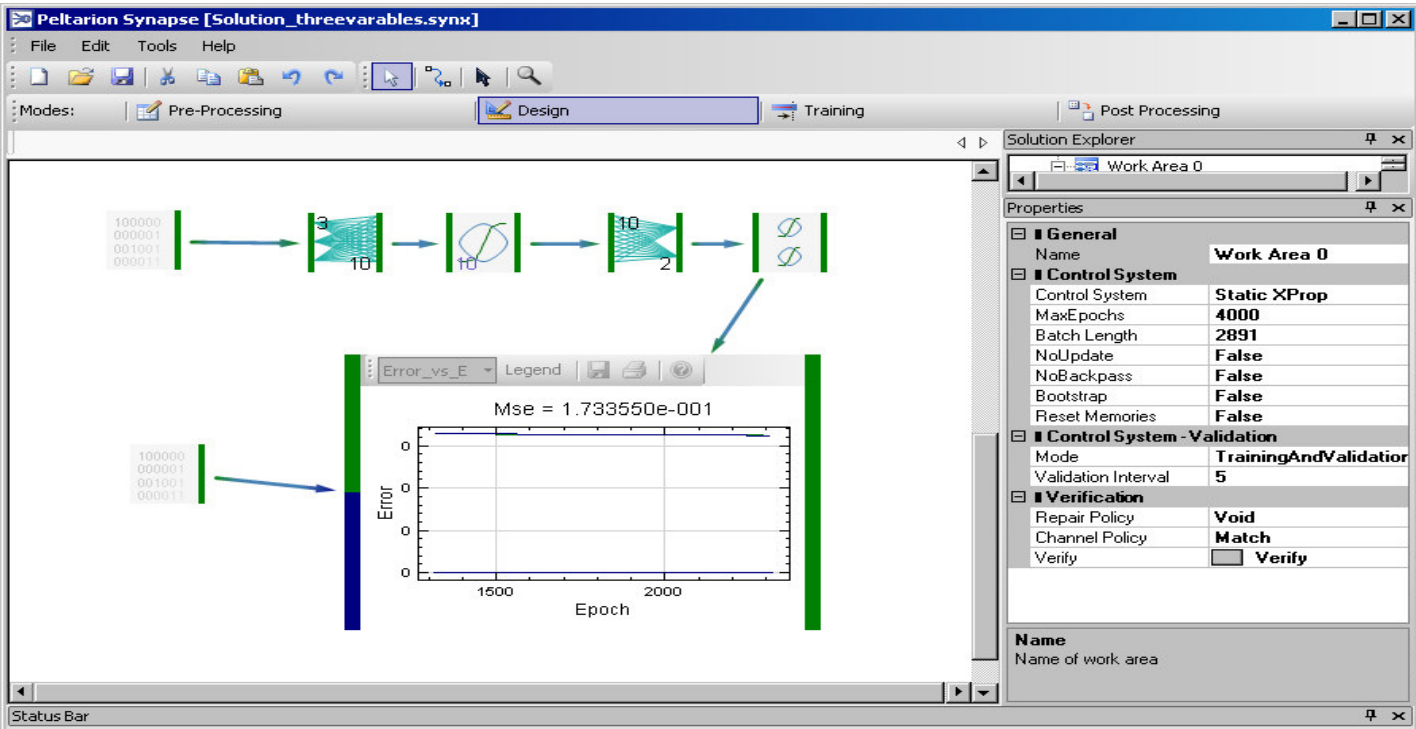 Peltarion Synapse [Solution_threevarables.synx]
File Edit Tools Help
Modes: Pre-Processing Design Training Post Processing
Solution Explorer
Work Area 0
Properties
General
Name Work Area 0
Control System
Control System Static XProp
MaxEpochs 4000
Batch Length 2891
NoUpdate False
NoBackpass False
Bootstrap False
Reset Memories False
Control System - Validation
Mode TrainingAndValidation
Validation Interval 5
Verification
Repair Policy Void
Channel Policy Match
Verify Verify
Name
Name of work area
100000
000001
001001
000011
3
10
10
10
2
Error_vs_E Legend
Mse = 1.733550e-001
0
0
0
0
Error
1500 2000
Epoch
100000
000001
001001
000011
Status Bar